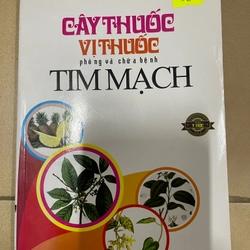 CÂY THUỐC
VỊ THUỐC
phòng và chữa bệnh
TIM MẠCH